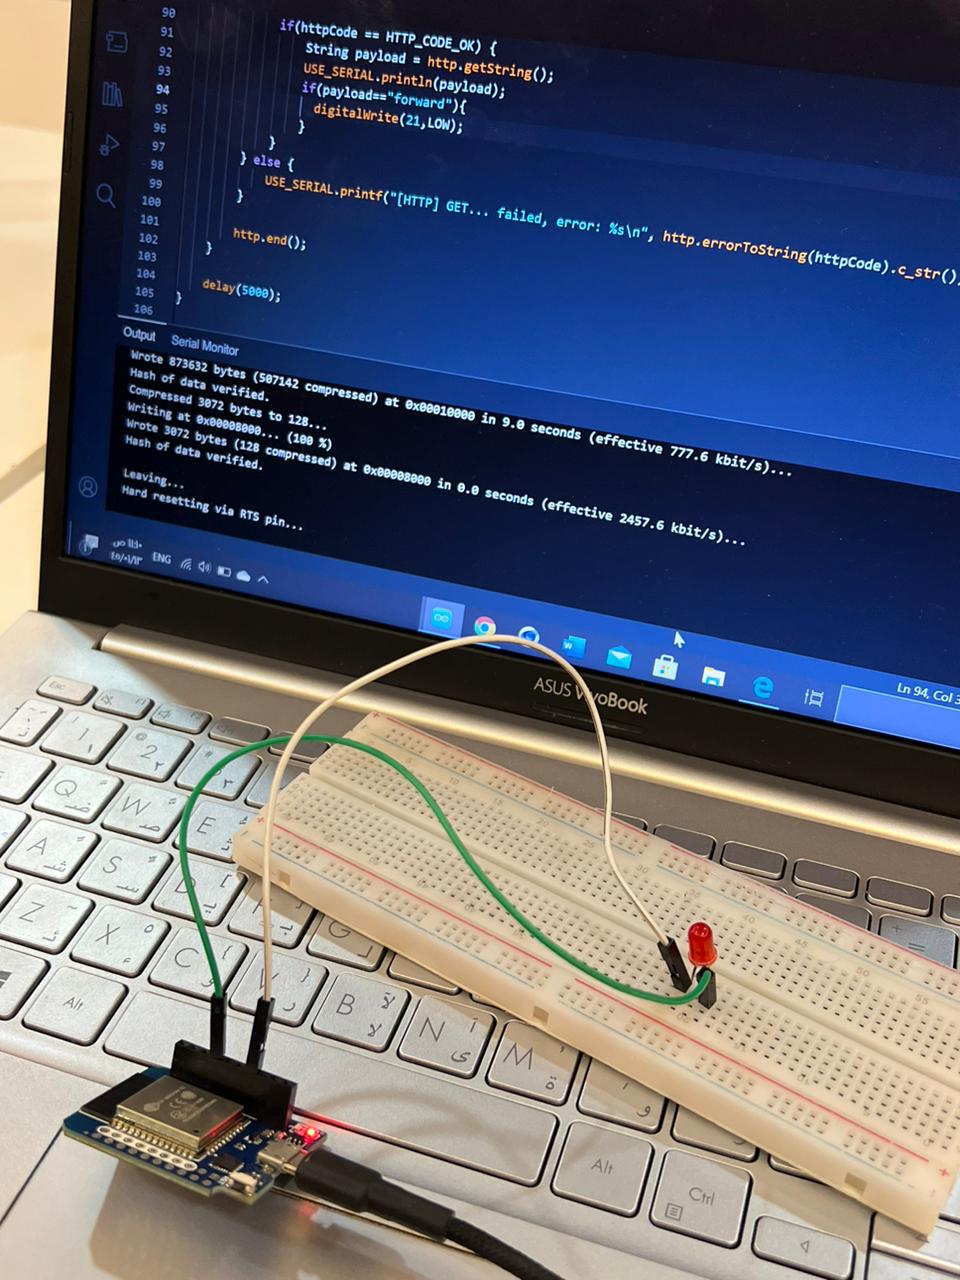 90
91 if(httpCode == HTTP_CODE_OK) {
92 String payload = http.getString();
93 USE_SERIAL.println(payload);
94 if(payload=="forward"){
95 digitalWrite(21,LOW);
96 }
97 }
98 } else {
99 USE_SERIAL.printf("[HTTP] GET... failed, error: %s\n", http.errorToString(httpCode).c_str()
100 }
101
102 http.end();
103 }
104
105 delay(5000);
106 }
Output Serial Monitor
Wrote 873632 bytes (507142 compressed) at 0x00010000 in 9.0 seconds (effective 777.6 kbit/s)...
Hash of data verified.
Compressed 3072 bytes to 128...
Writing at 0x00008000... (100 %)
Wrote 3072 bytes (128 compressed) at 0x00008000 in 0.0 seconds (effective 2457.6 kbit/s)...
Hash of data verified.
Leaving...
Hard resetting via RTS pin...
ENG
Ln 94, Col
ASUS VivoBook
Esc
1 2
Q W E
A S
Z X C V B N M
Alt Alt Ctrl